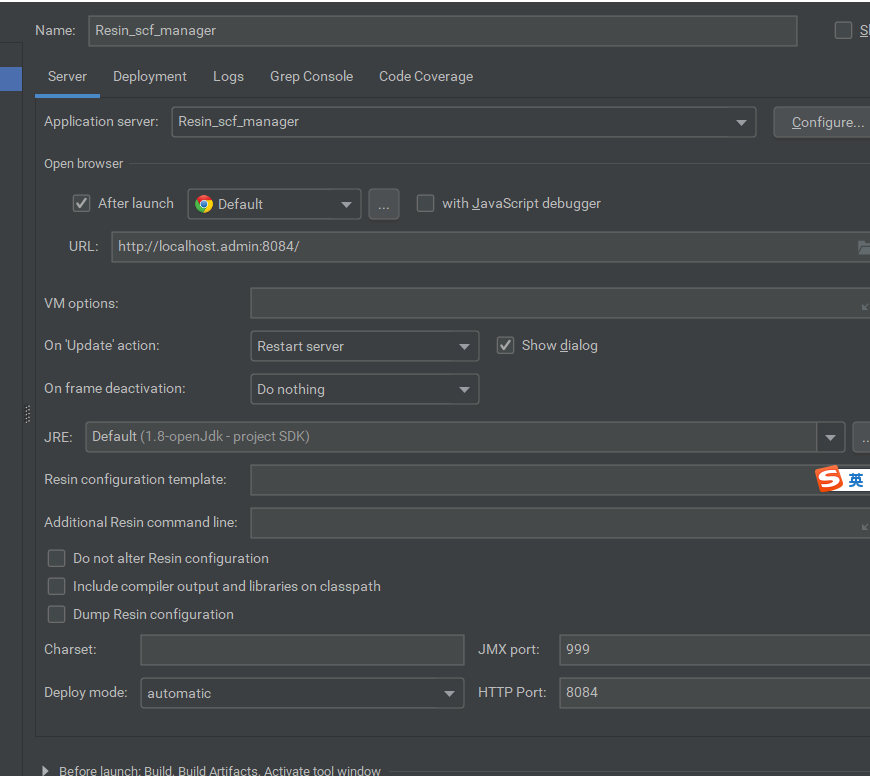 Name: Resin_scf_manager
Server Deployment Logs Grep Console Code Coverage
Application server: Resin_scf_manager Configure...
Open browser
After launch Default ... with JavaScript debugger
URL: http://localhost.admin:8084/
VM options:
On 'Update' action: Restart server Show dialog
On frame deactivation: Do nothing
JRE: Default (1.8-openJdk - project SDK) ..
Resin configuration template: S 英
Additional Resin command line:
Do not alter Resin configuration
Include compiler output and libraries on classpath
Dump Resin configuration
Charset: JMX port: 999
Deploy mode: automatic HTTP Port: 8084
Before launch: Build, Build Artifacts, Activate tool window